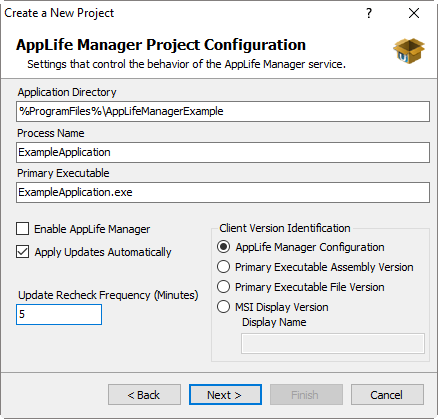 Create a New Project
?
AppLife Manager Project Configuration
Settings that control the behavior of the AppLife Manager service.
Application Directory
%ProgramFiles%\AppLifeManagerExample
Process Name
ExampleApplication
Primary Executable
ExampleApplication.exe
Enable AppLife Manager
Apply Updates Automatically
Update Recheck Frequency (Minutes)
5
Client Version Identification
AppLife Manager Configuration
Primary Executable Assembly Version
Primary Executable File Version
MSI Display Version
Display Name
< Back Next > Finish Cancel